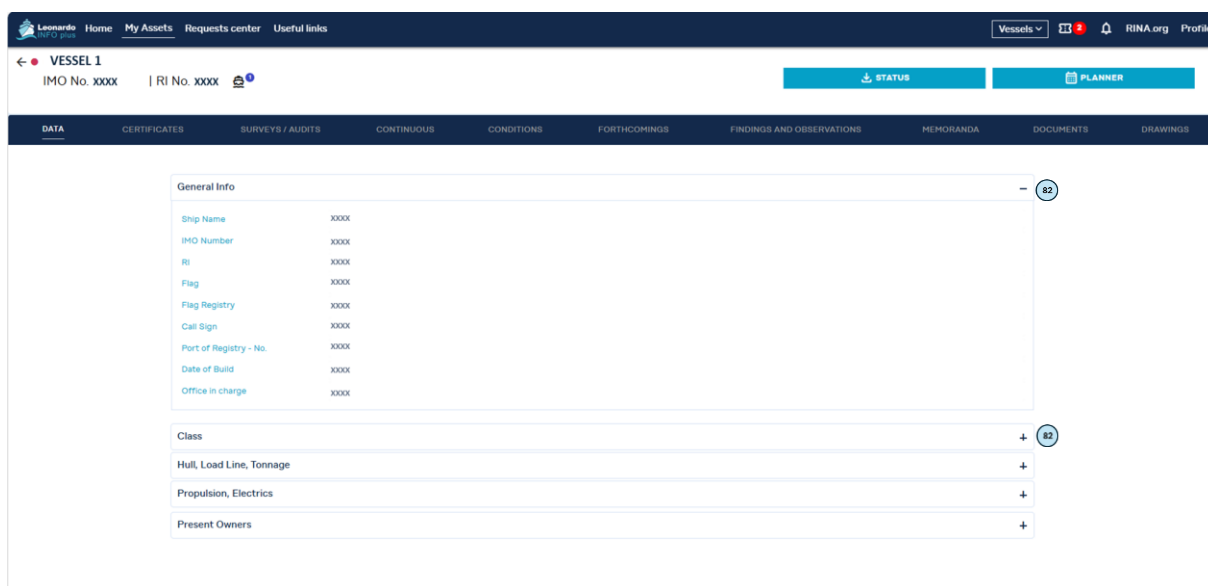 Leonardo INFO plus Home My Assets Requests center Useful links Vessels 2 RINA.org Profile
VESSEL 1
IMO No. xxxx | RI No. xxxx 1
STATUS PLANNER
DATA CERTIFICATES SURVEYS / AUDITS CONTINUOUS CONDITIONS FORTHCOMINGS FINDINGS AND OBSERVATIONS MEMORANDA DOCUMENTS DRAWINGS
General Info − 82
Ship Name XXXX
IMO Number XXXX
RI XXXX
Flag XXXX
Flag Registry XXXX
Call Sign XXXX
Port of Registry - No. XXXX
Date of Build XXXX
Office in charge XXXX
Class + 82
Hull, Load Line, Tonnage +
Propulsion, Electrics +
Present Owners +